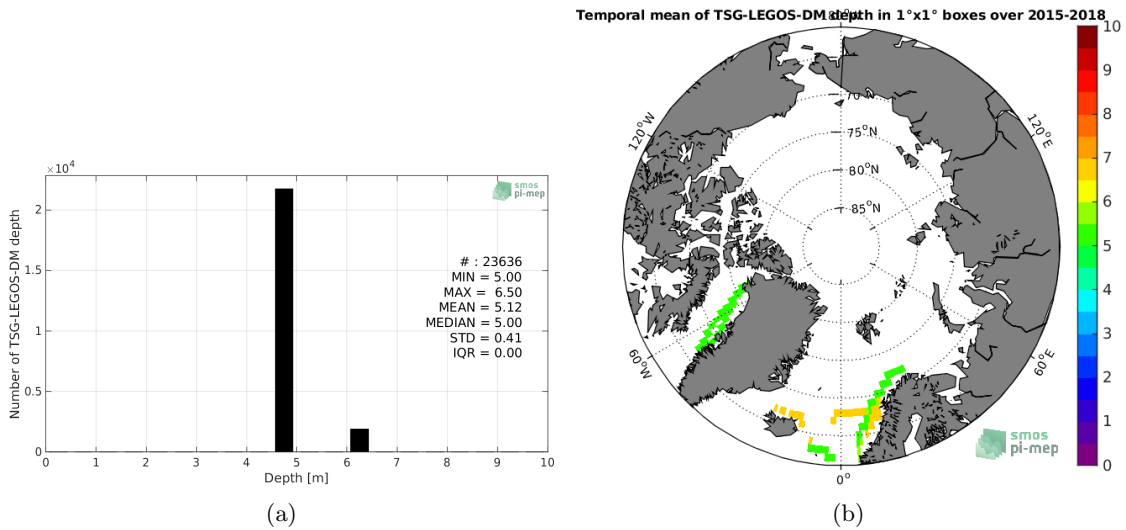 ×10⁴
2
1.5
1
0.5
0
Number of TSG-LEGOS-DM depth
0 1 2 3 4 5 6 7 8 9 10
Depth [m]
smos
pi-mep
# : 23636
MIN = 5.00
MAX = 6.50
MEAN = 5.12
MEDIAN = 5.00
STD = 0.41
IQR = 0.00
(a)
Temporal mean of TSG-LEGOS-DM depth in 1°x1° boxes over 2015-2018
120°W
120°E
75°N
80°N
85°N
60°W
60°E
0°
smos
pi-mep
10
9
8
7
6
5
4
3
2
1
0
(b)